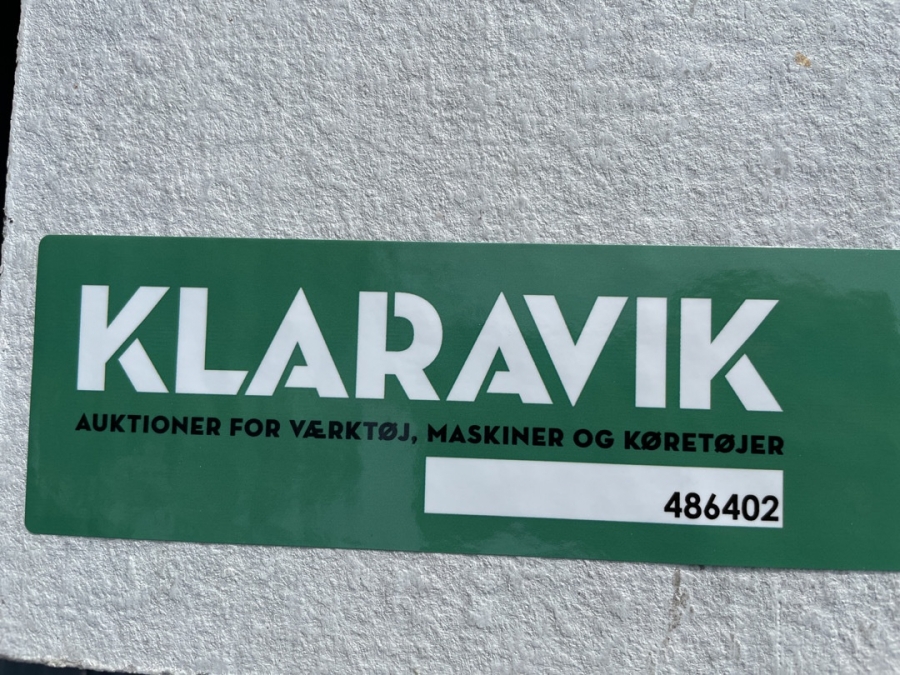 KLARAVIK
AUKTIONER FOR VÆRKTØJ, MASKINER OG KØRETØJER
486402